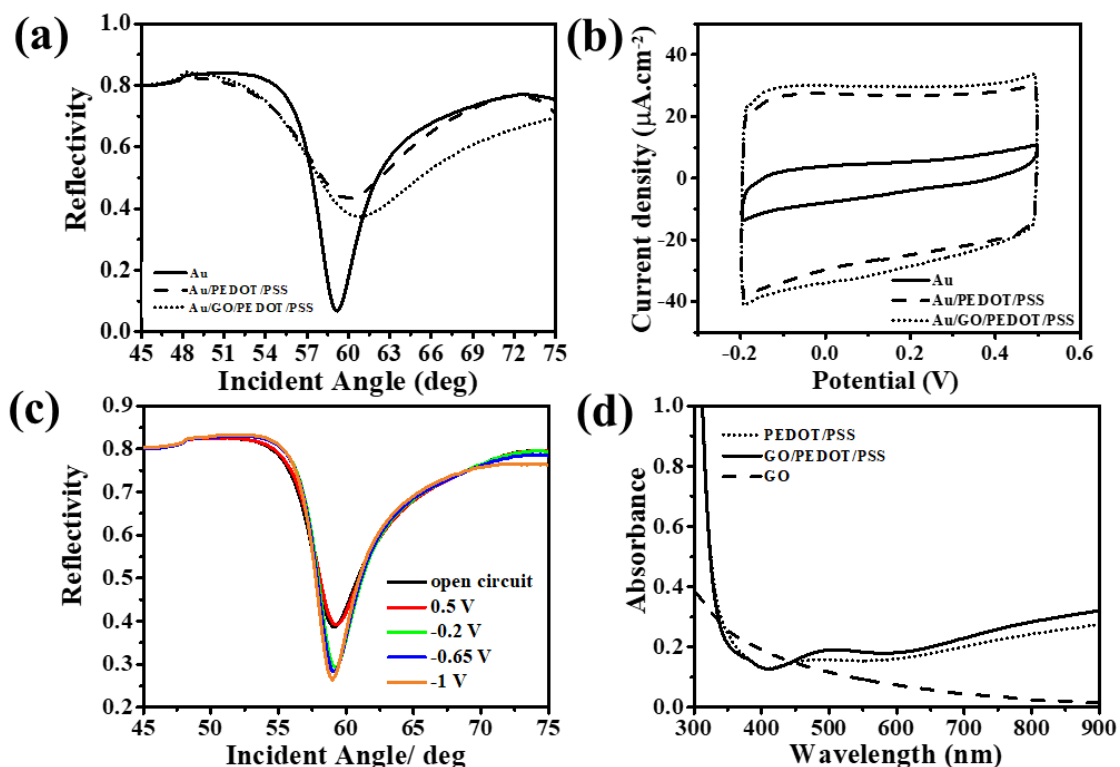 (a)
1.0
0.8
0.6
0.4
0.2
0.0
Reflectivity
Au
Au/PEDOT/PSS
Au/GO/PEDOT/PSS
45 48 51 54 57 60 63 66 69 72 75
Incident Angle (deg)
(b)
40
20
0
-20
-40
Current density (µA.cm-2)
Au
Au/PEDOT/PSS
Au/GO/PEDOT/PSS
-0.2 0.0 0.2 0.4 0.6
Potential (V)
(c)
0.9
0.8
0.7
0.6
0.5
0.4
0.3
0.2
Reflectivity
open circuit
0.5 V
-0.2 V
-0.65 V
-1 V
45 50 55 60 65 70 75
Incident Angle/ deg
(d)
1.0
0.8
0.6
0.4
0.2
0.0
Absorbance
PEDOT/PSS
GO/PEDOT/PSS
GO
300 400 500 600 700 800 900
Wavelength (nm)